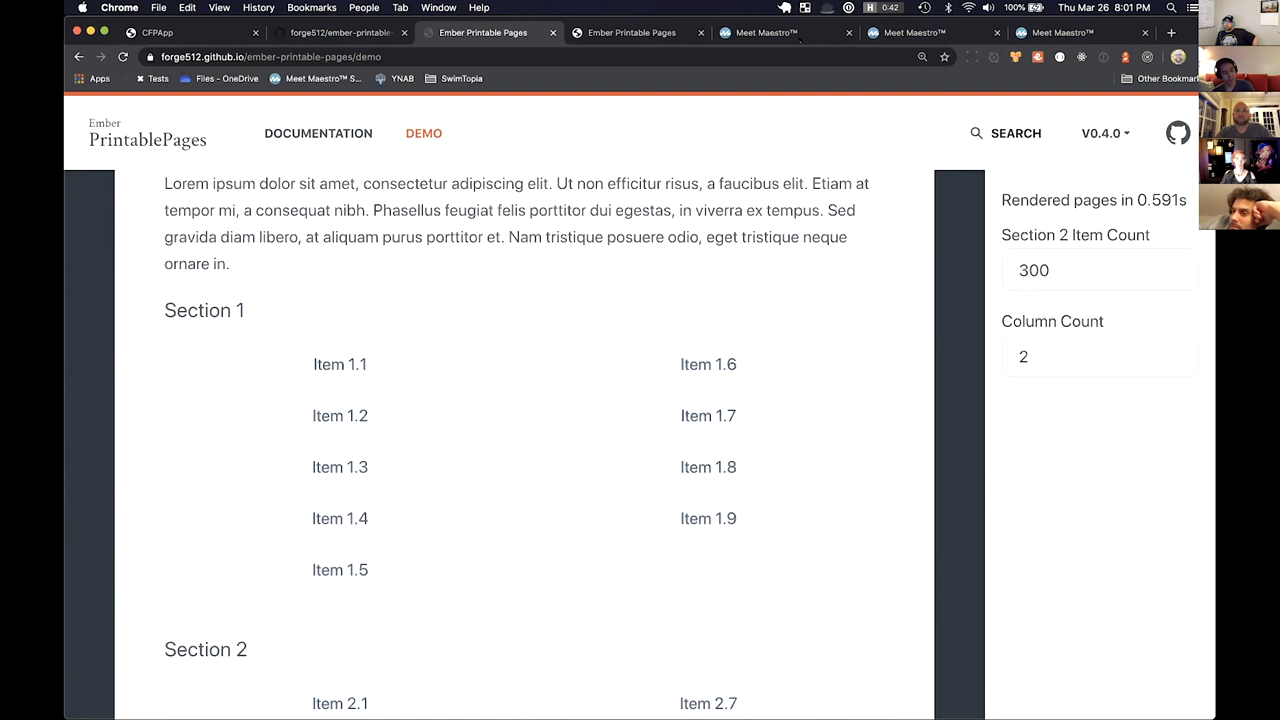 Chrome File Edit View History Bookmarks People Tab Window Help
H 0:42 100% Thu Mar 26 8:01 PM
CFPApp
forge512/ember-printable-
Ember Printable Pages
Ember Printable Pages
Meet Maestro™
Meet Maestro™
Meet Maestro™
forge512.github.io/ember-printable-pages/demo
Apps Tests Files - OneDrive Meet Maestro™ S... YNAB SwimTopia Other Bookmar
Ember
PrintablePages
DOCUMENTATION DEMO SEARCH V0.4.0
Lorem ipsum dolor sit amet, consectetur adipiscing elit. Ut non efficitur risus, a faucibus elit. Etiam at
tempor mi, a consequat nibh. Phasellus feugiat felis porttitor dui egestas, in viverra ex tempus. Sed
gravida diam libero, at aliquam purus porttitor et. Nam tristique posuere odio, eget tristique neque
ornare in.
Section 1
Item 1.1 Item 1.6
Item 1.2 Item 1.7
Item 1.3 Item 1.8
Item 1.4 Item 1.9
Item 1.5
Section 2
Item 2.1 Item 2.7
Rendered pages in 0.591s
Section 2 Item Count
300
Column Count
2